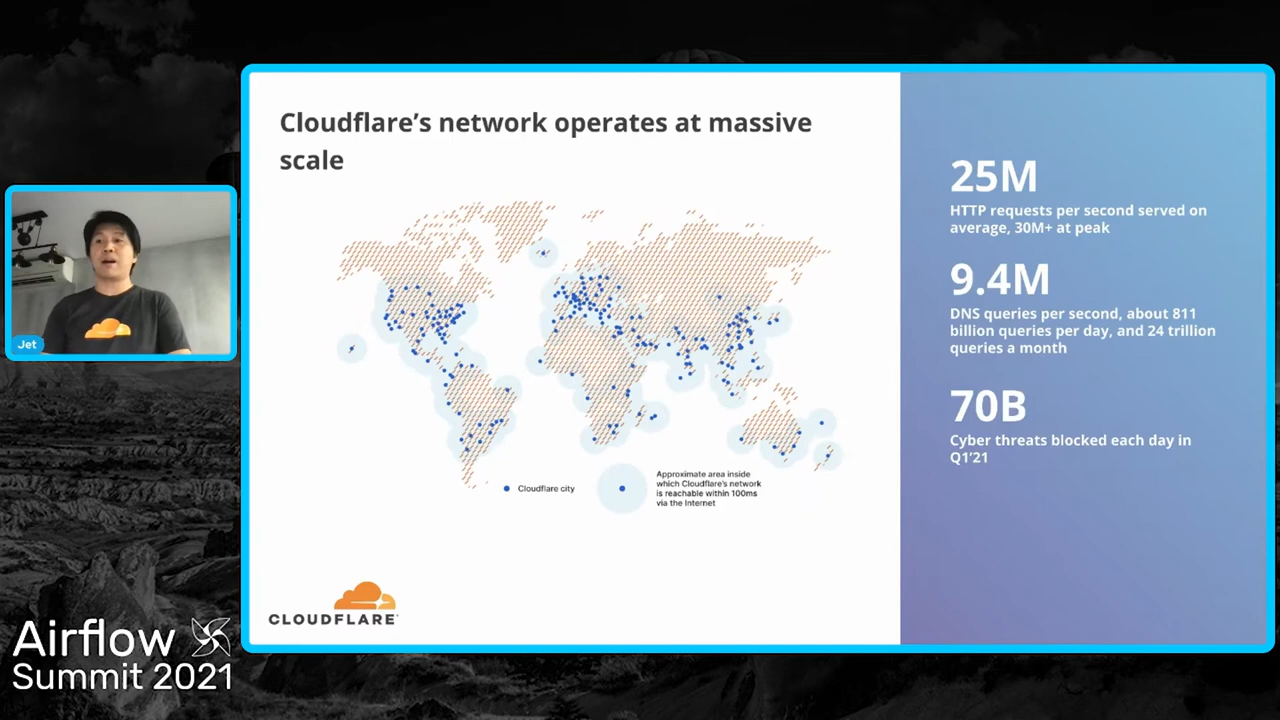 Cloudflare's network operates at massive
scale
25M
HTTP requests per second served on
average, 30M+ at peak
9.4M
DNS queries per second, about 811
billion queries per day, and 24 trillion
queries a month
70B
Cyber threats blocked each day in
Q1'21
Jet
Cloudflare city
Approximate area inside
which Cloudflare's network
is reachable within 100ms
via the Internet
CLOUDFLARE
Airflow
Summit 2021